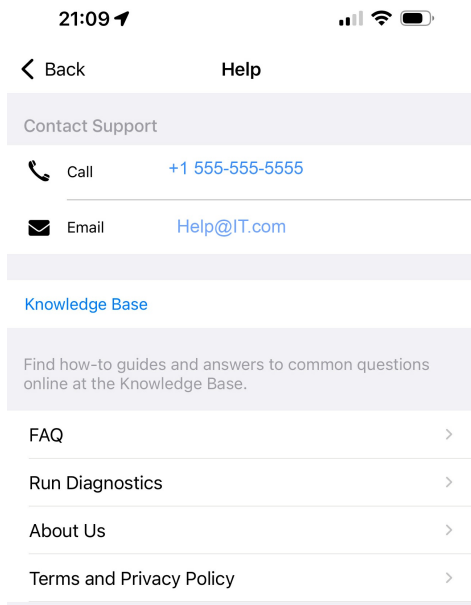 21:09
Back
Help
Contact Support
Call
+1 555-555-5555
Email
Help@IT.com
Knowledge Base
Find how-to guides and answers to common questions
online at the Knowledge Base.
FAQ
Run Diagnostics
About Us
Terms and Privacy Policy